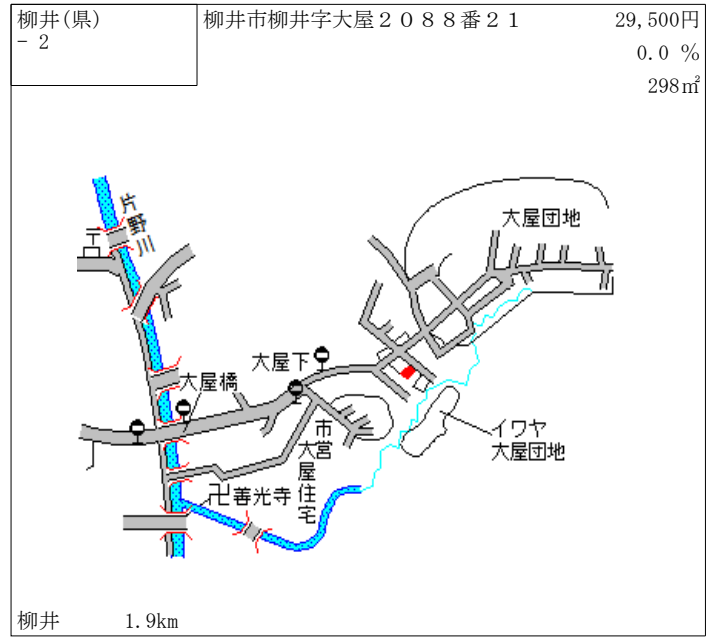 柳井(県)
- 2
柳井市柳井字大屋２０８８番２１
29,500円
0.0 %
298㎡
片野川
大屋団地
大屋下
大屋橋
市営
大屋住宅
イワヤ
大屋団地
卍善光寺
柳井 1.9km